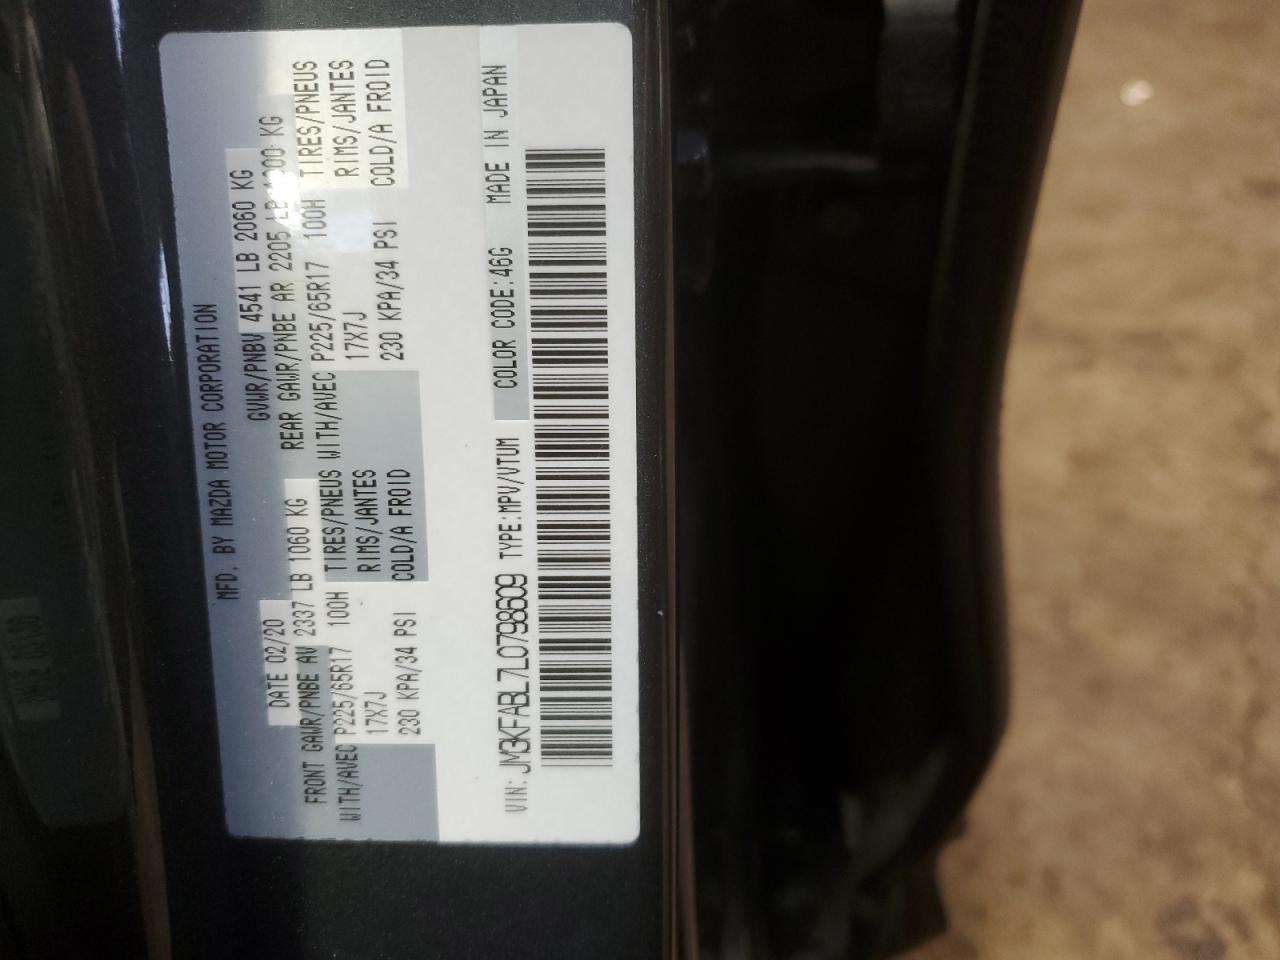 MFD. BY MAZDA MOTOR CORPORATION
DATE 02/20 GVWR/PNBV 4541 LB 2060 KG
FRONT GAWR/PNBE AV 2337 LB 1060 KG REAR GAWR/PNBE AR 2205 LB 1000 KG
WITH/AVEC P225/65R17 100H TIRES/PNEUS WITH/AVEC P225/65R17 100H TIRES/PNEUS
17X7J RIMS/JANTES 17X7J RIMS/JANTES
230 KPA/34 PSI COLD/A FROID 230 KPA/34 PSI COLD/A FROID
VIN: JM3KFABL7L0798609 TYPE:MPV/VTUM COLOR CODE:46G MADE IN JAPAN